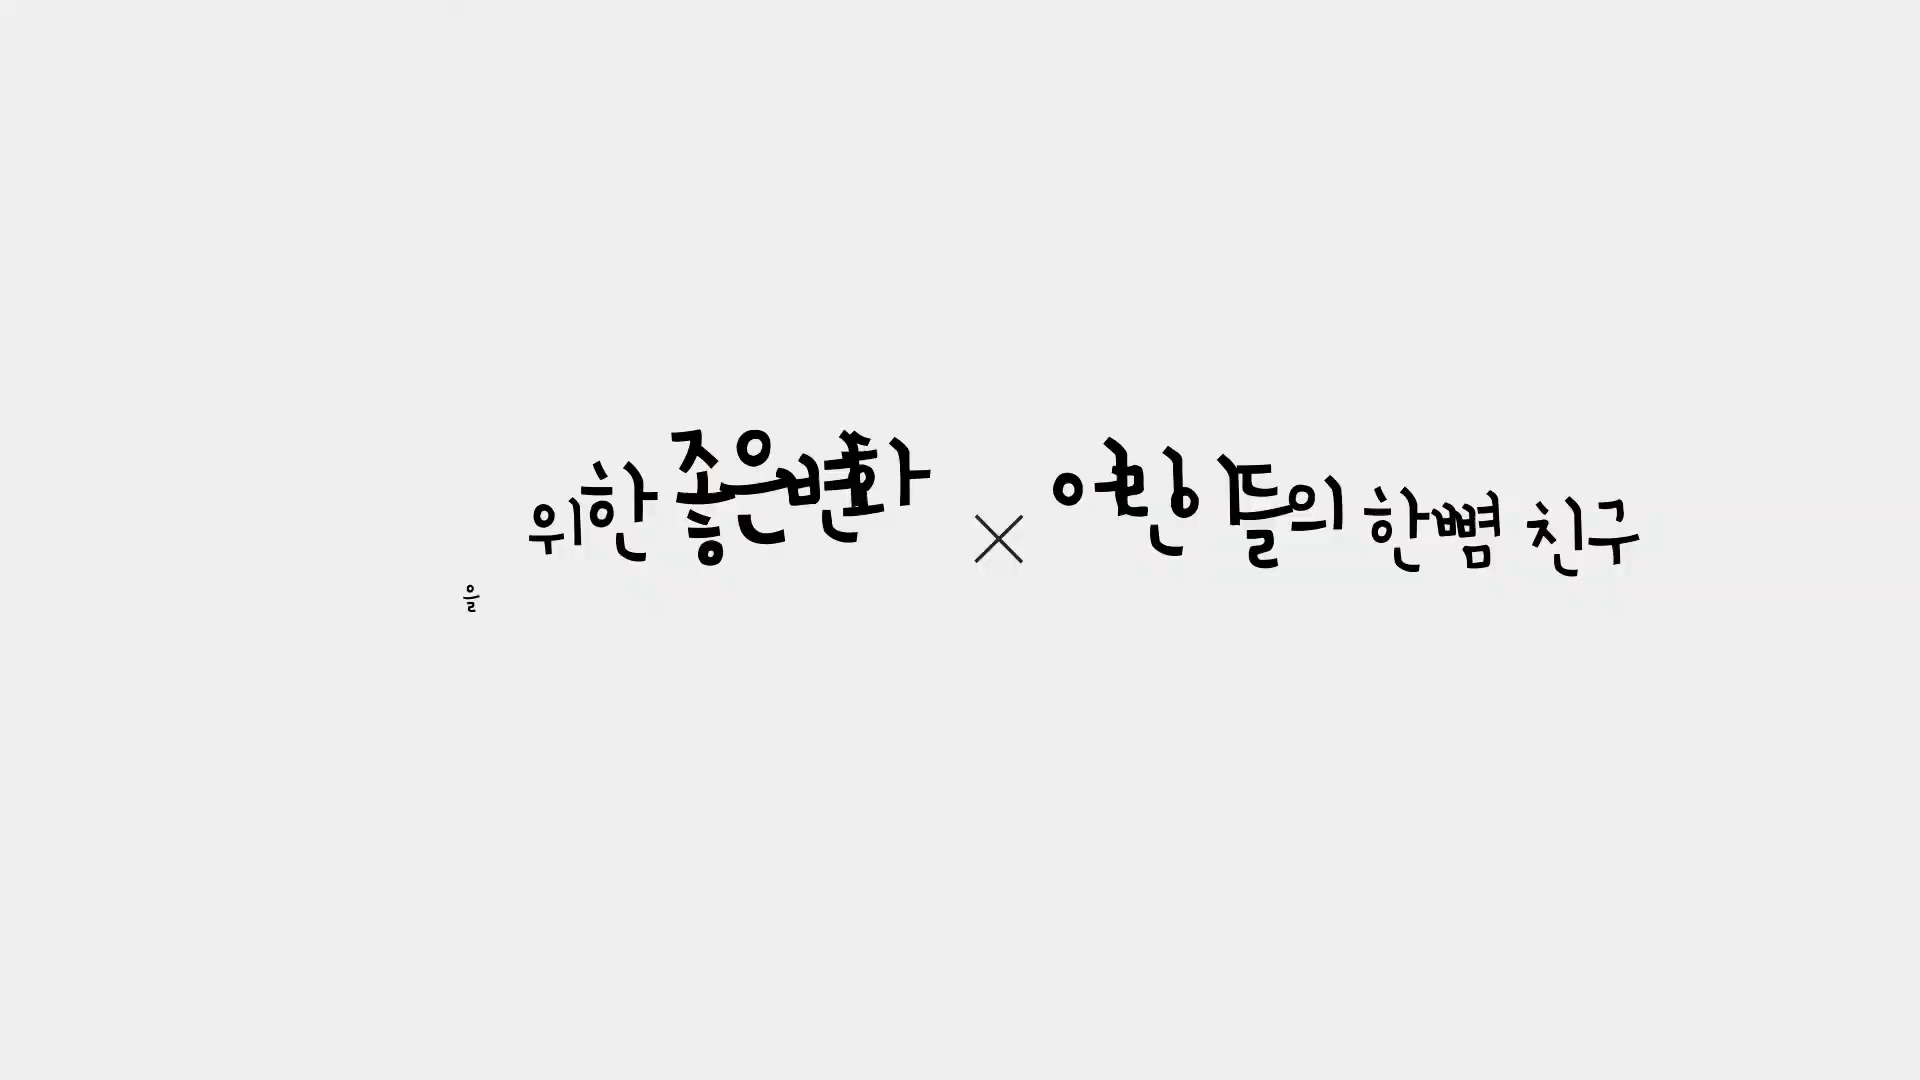 을 위한 좋은 변화 × 어린이들의 한뼘 친구